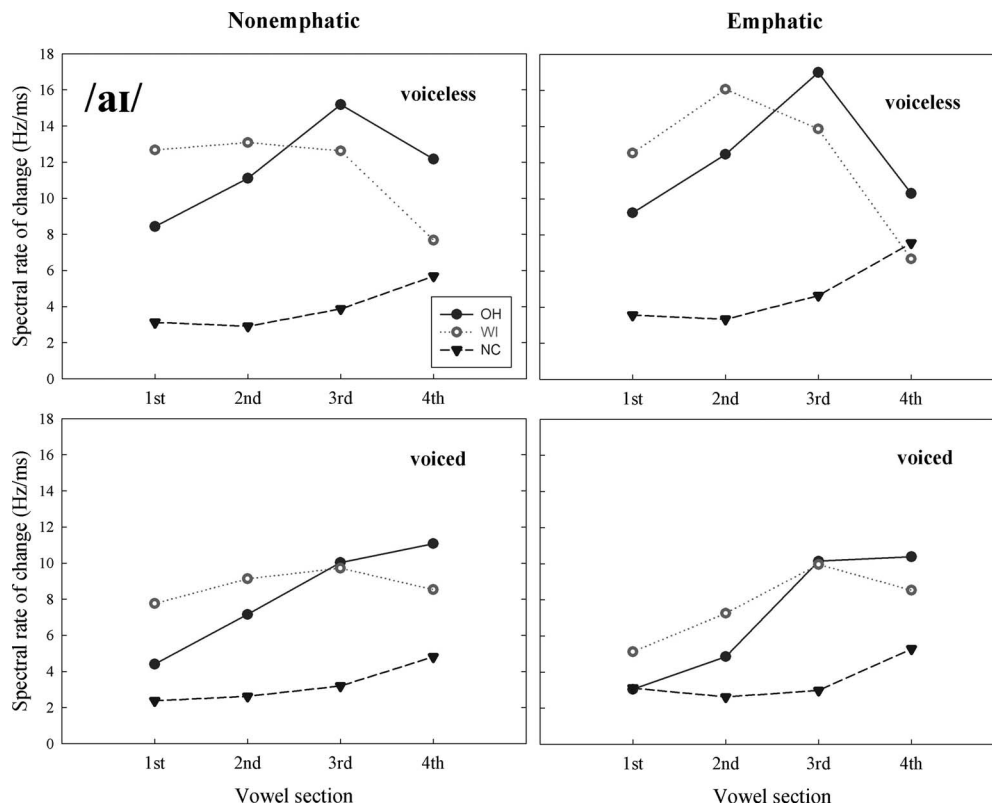 Nonemphatic
Emphatic
Spectral rate of change (Hz/ms)
18
16
14
12
10
8
6
4
2
0
/aɪ/
voiceless
OH
WI
NC
1st 2nd 3rd 4th
voiceless
1st 2nd 3rd 4th
Spectral rate of change (Hz/ms)
18
16
14
12
10
8
6
4
2
0
voiced
1st 2nd 3rd 4th
Vowel section
voiced
1st 2nd 3rd 4th
Vowel section